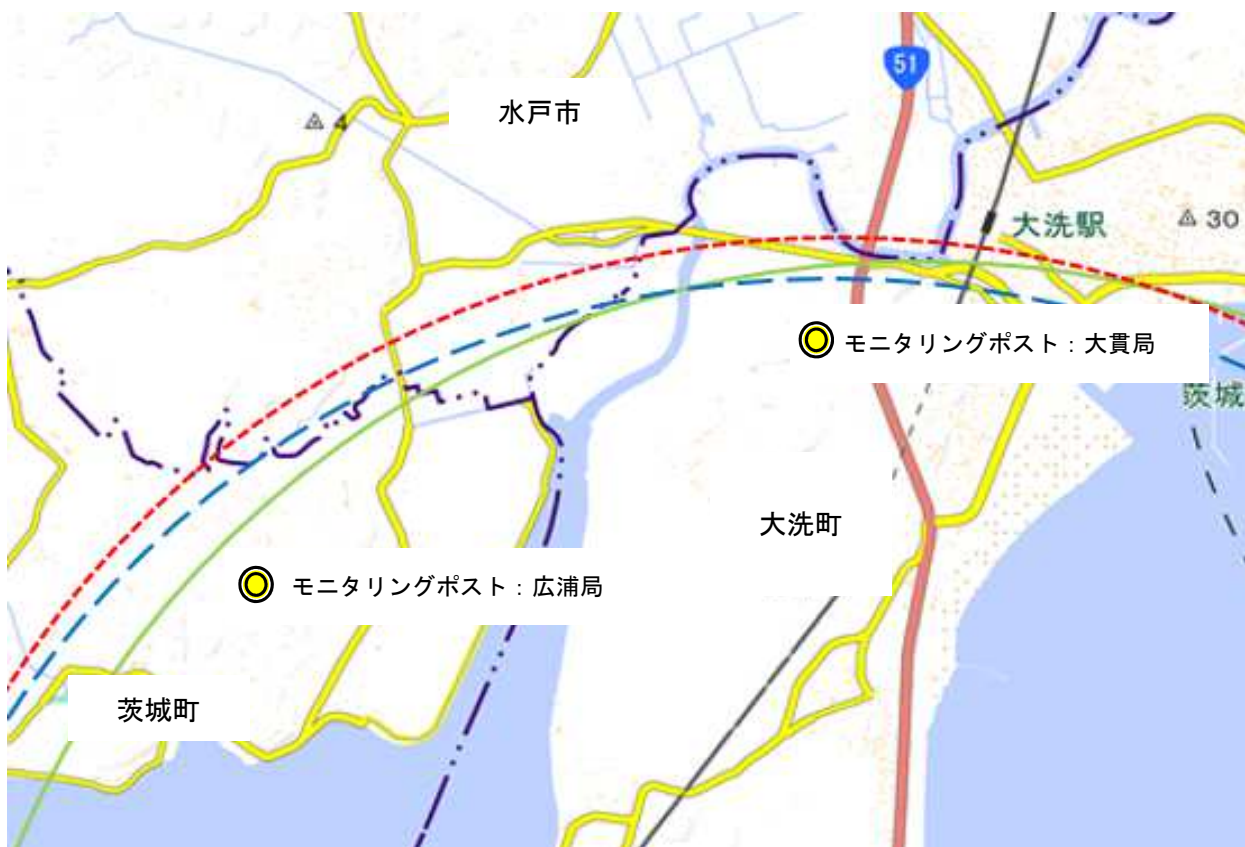 51
水戸市
4
大洗駅
30
モニタリングポスト：大貫局
茨城
大洗町
モニタリングポスト：広浦局
茨城町